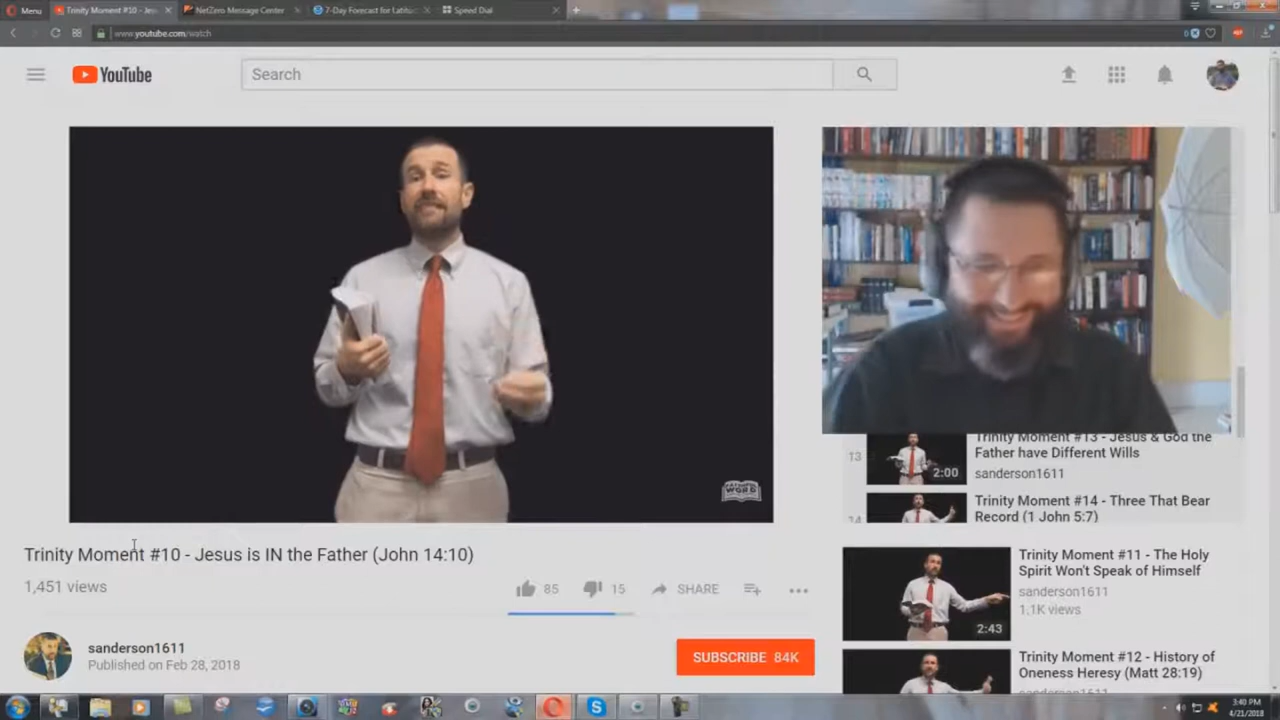 Menu
Trinity Moment #10 - Jes
NetZero Message Center
7-Day Forecast for Latitud
Speed Dial
www.youtube.com/watch
0
YouTube
Search
WORD
Trinity Moment #10 - Jesus is IN the Father (John 14:10)
1,451 views
85
15
SHARE
sanderson1611
Published on Feb 28, 2018
SUBSCRIBE 84K
13
2:00
Trinity Moment #13 - Jesus & God the
Father have Different Wills
sanderson1611
14
Trinity Moment #14 - Three That Bear
Record (1 John 5:7)
2:43
Trinity Moment #11 - The Holy
Spirit Won't Speak of Himself
sanderson1611
1.1K views
Trinity Moment #12 - History of
Oneness Heresy (Matt 28:19)
3:40 PM
4/21/2018